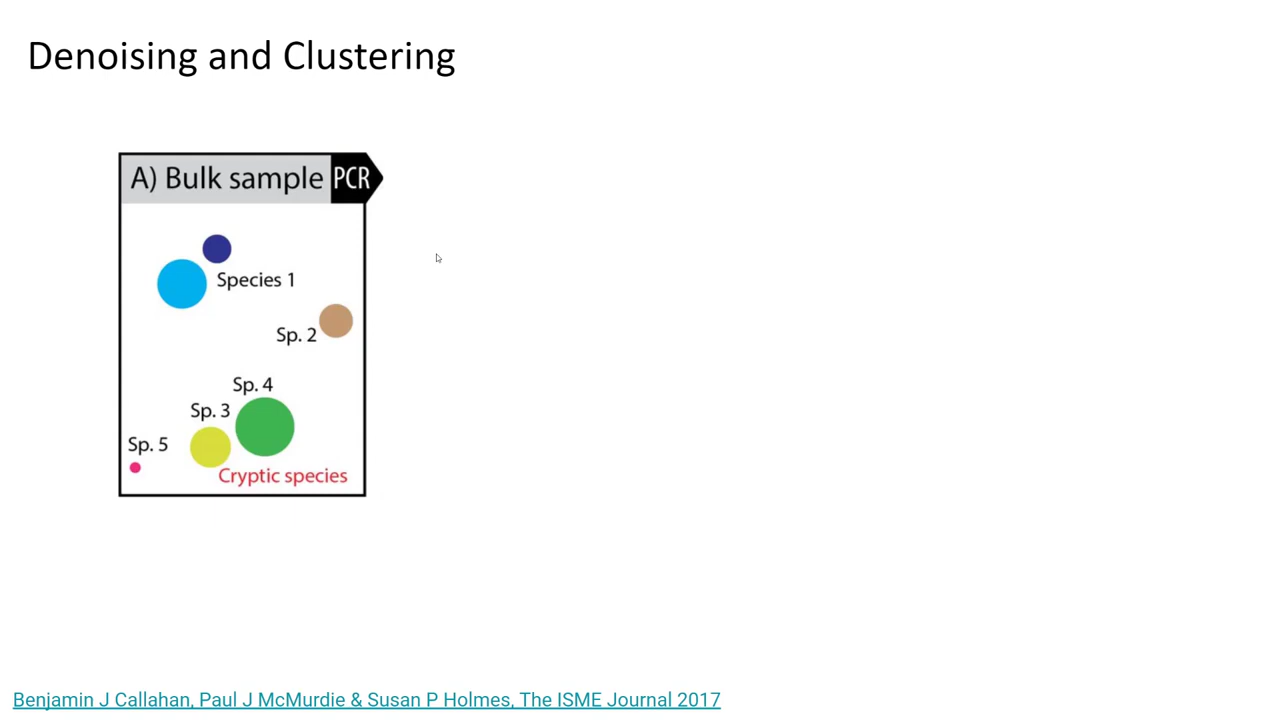 Denoising and Clustering
A) Bulk sample PCR
Species 1
Sp. 2
Sp. 4
Sp. 3
Sp. 5
Cryptic species
Benjamin J Callahan, Paul J McMurdie & Susan P Holmes, The ISME Journal 2017